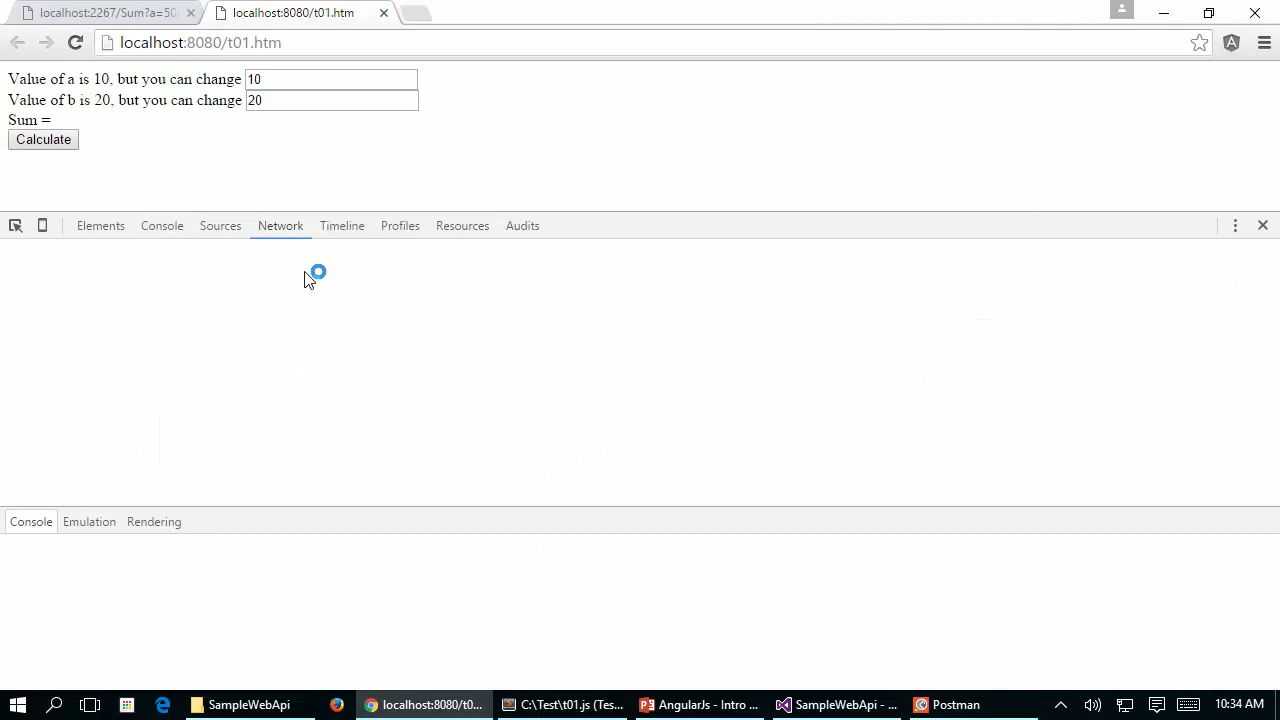 localhost:2267/Sum?a=50
localhost:8080/t01.htm
localhost:8080/t01.htm
Value of a is 10, but you can change 10
Value of b is 20, but you can change 20
Sum =
Calculate
Elements Console Sources Network Timeline Profiles Resources Audits
Console Emulation Rendering
SampleWebApi
localhost:8080/t0...
C:\Test\t01.js (Tes...
AngularJs - Intro ...
SampleWebApi - ...
Postman
10:34 AM